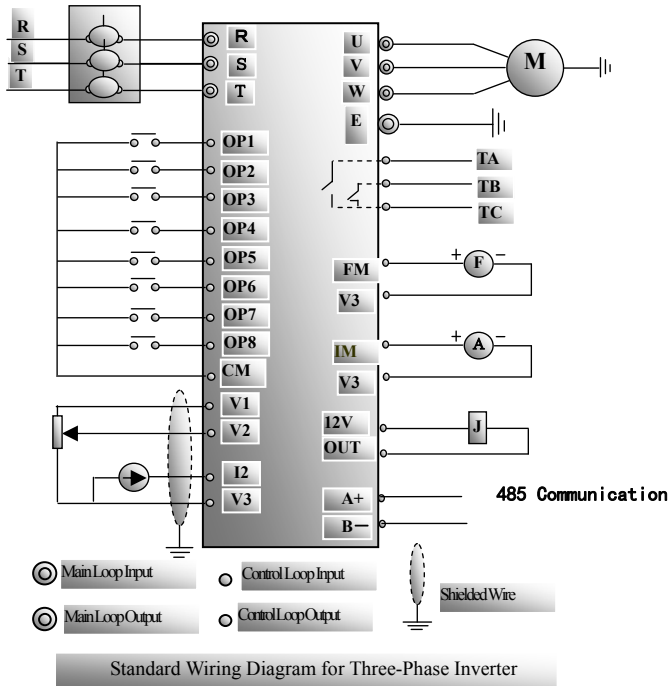 R
S
T
R
S
T
U
V
W
E
M
OP1
OP2
OP3
OP4
OP5
OP6
OP7
OP8
CM
V1
V2
I2
V3
TA
TB
TC
FM
V3
+ F −
IM
V3
+ A −
12V
OUT
J
A+
B−
485 Communication
Main Loop Input
Control Loop Input
Main Loop Output
Control Loop Output
Shielded Wire
Standard Wiring Diagram for Three-Phase Inverter